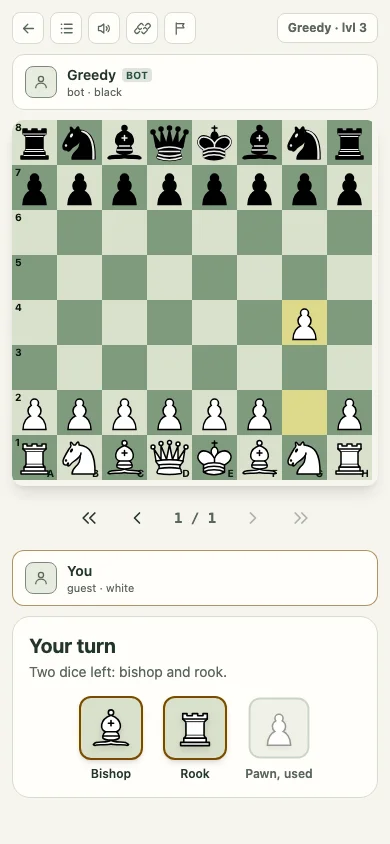 Greedy · lvl 3
Greedy BOT
bot · black
8
7
6
5
4
3
2
1
A B C D E F G H
1 / 1
You
guest · white
Your turn
Two dice left: bishop and rook.
Bishop Rook Pawn, used